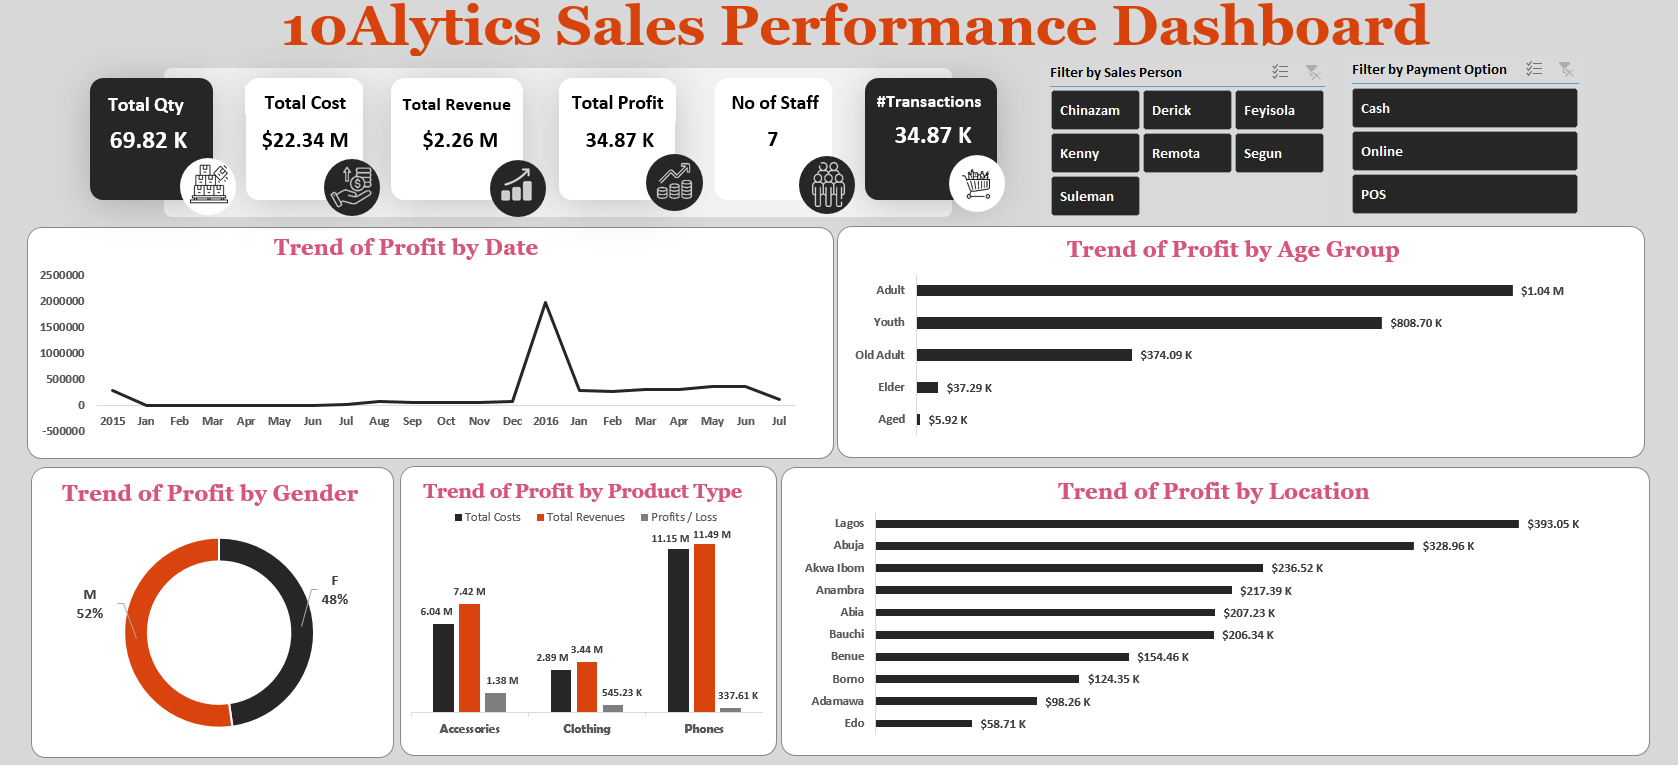 10Alytics Sales Performance Dashboard
Total Qty
69.82 K
Total Cost
$22.34 M
Total Revenue
$2.26 M
Total Profit
34.87 K
No of Staff
7
#Transactions
34.87 K
Filter by Sales Person
Chinazam Derick Feyisola
Kenny Remota Segun
Suleman
Filter by Payment Option
Cash
Online
POS
Trend of Profit by Date
2500000
2000000
1500000
1000000
500000
0
-500000
2015 Jan Feb Mar Apr May Jun Jul Aug Sep Oct Nov Dec 2016 Jan Feb Mar Apr May Jun Jul
Trend of Profit by Age Group
Adult $1.04 M
Youth $808.70 K
Old Adult $374.09 K
Elder $37.29 K
Aged $5.92 K
Trend of Profit by Gender
M
52%
F
48%
Trend of Profit by Product Type
Total Costs Total Revenues Profits / Loss
6.04 M 7.42 M 1.38 M
2.89 M 3.44 M 545.23 K
11.15 M 11.49 M 337.61 K
Accessories Clothing Phones
Trend of Profit by Location
Lagos $393.05 K
Abuja $328.96 K
Akwa Ibom $236.52 K
Anambra $217.39 K
Abia $207.23 K
Bauchi $206.34 K
Benue $154.46 K
Borno $124.35 K
Adamawa $98.26 K
Edo $58.71 K